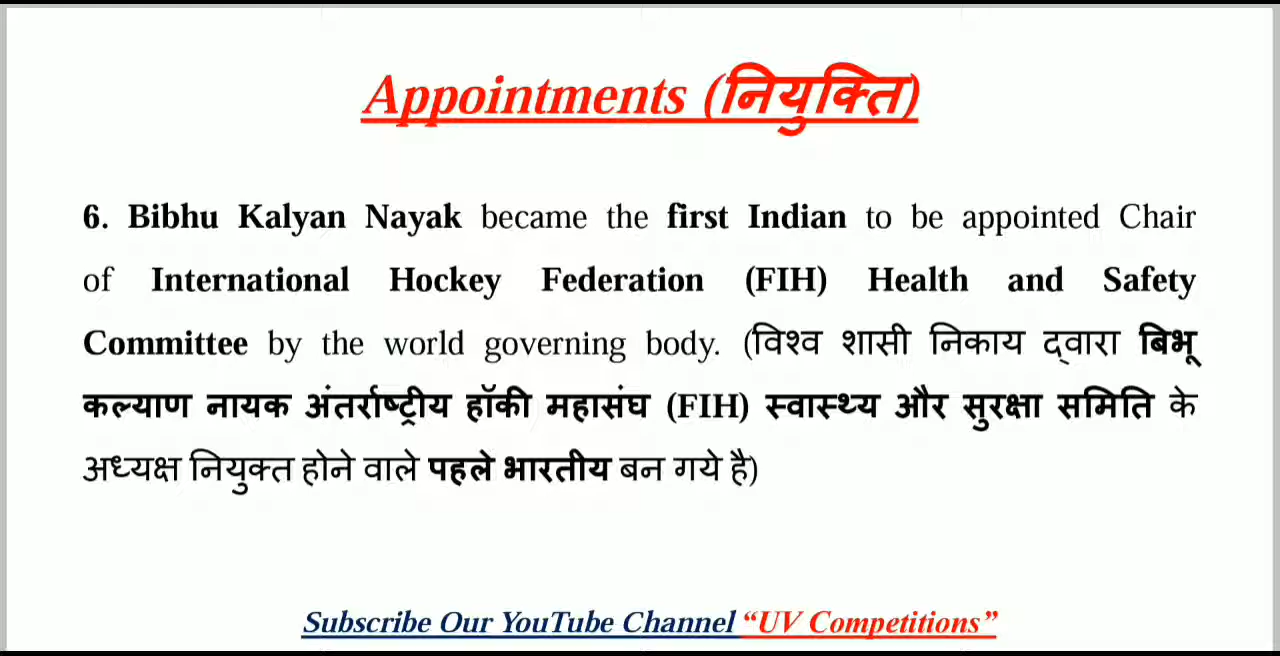 Appointments (नियुक्ति)
6. Bibhu Kalyan Nayak became the first Indian to be appointed Chair
of International Hockey Federation (FIH) Health and Safety
Committee by the world governing body. (विश्व शासी निकाय द्वारा बिभू
कल्याण नायक अंतर्राष्ट्रीय हॉकी महासंघ (FIH) स्वास्थ्य और सुरक्षा समिति के
अध्यक्ष नियुक्त होने वाले पहले भारतीय बन गये है)
Subscribe Our YouTube Channel “UV Competitions”